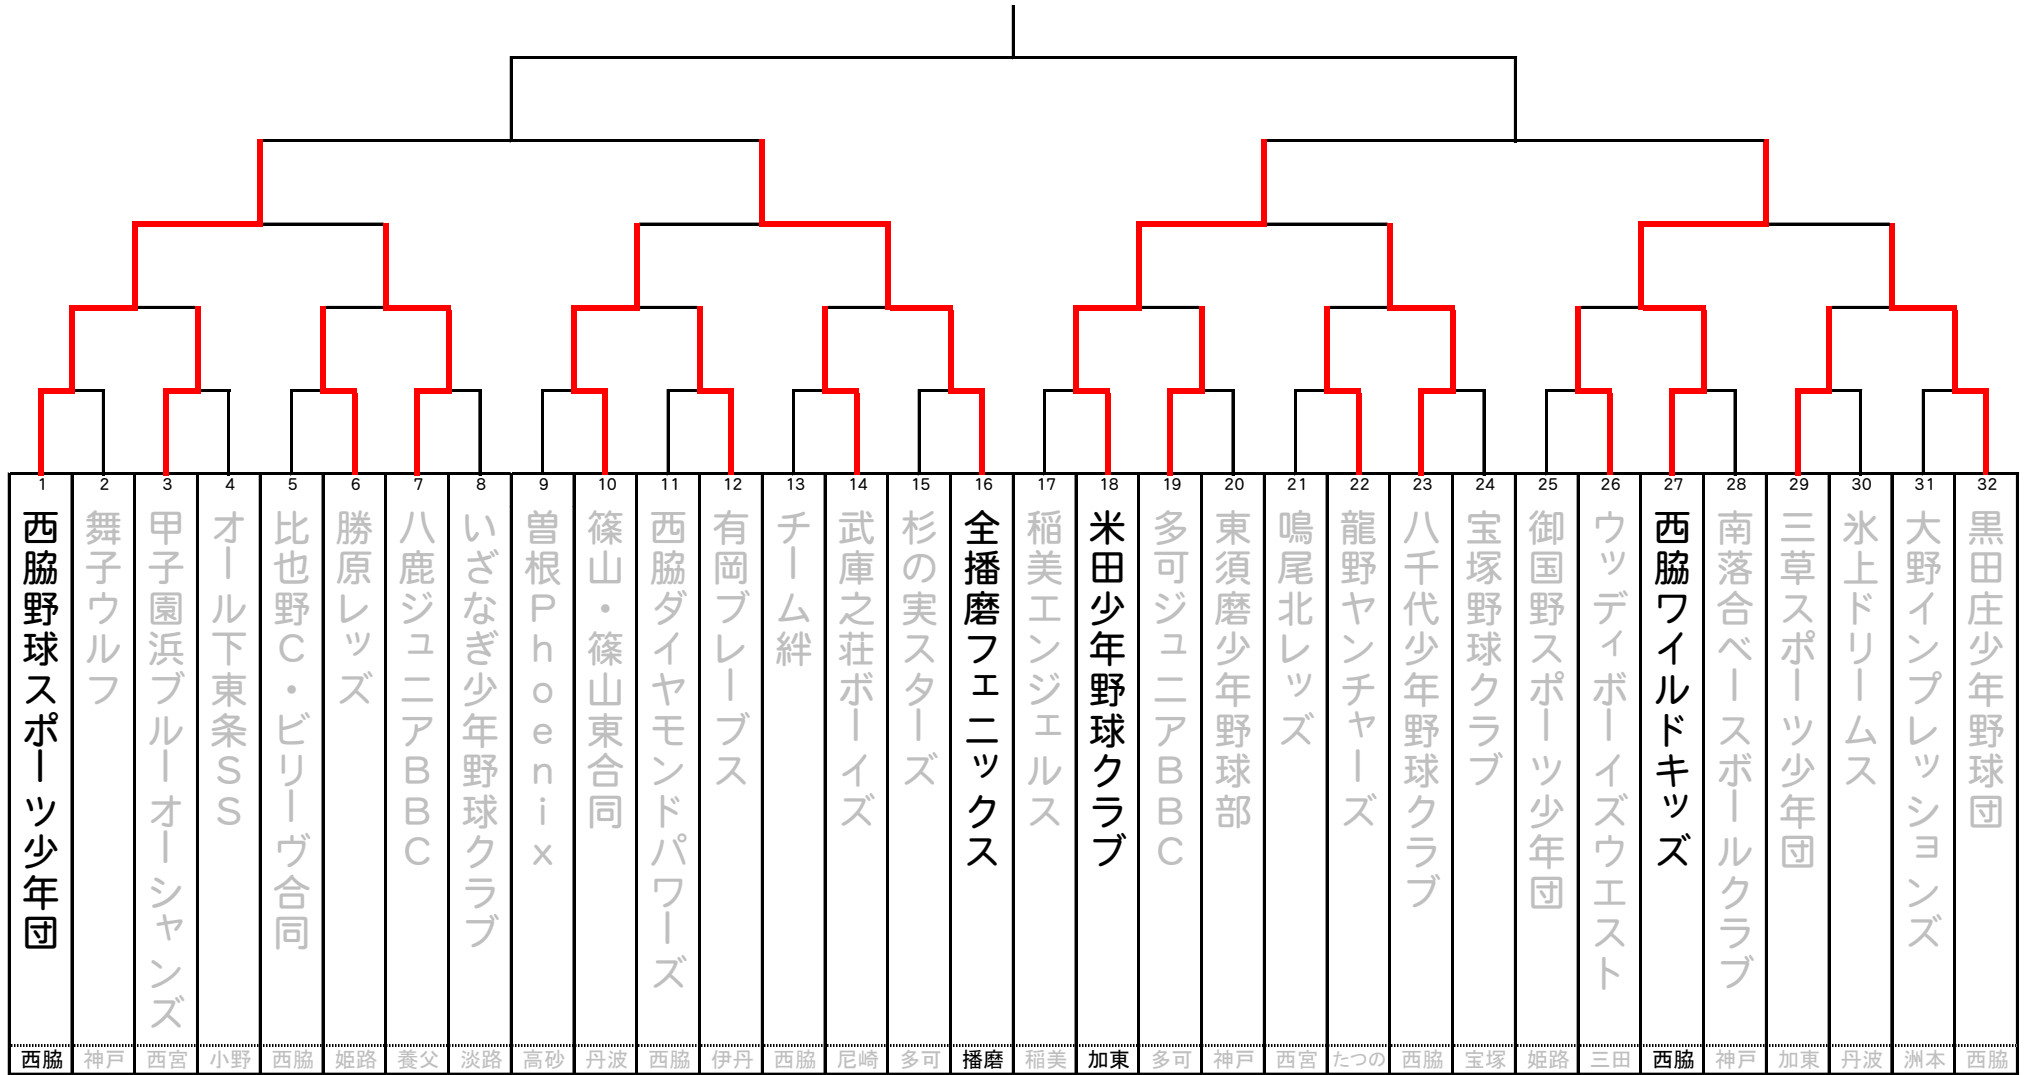 1
西脇野球スポーツ少年団
西脇
2
舞子ウルフ
神戸
3
甲子園浜ブルーオーシャンズ
西宮
4
オール下東条SS
小野
5
比也野C・ビリーヴ合同
西脇
6
勝原レッズ
姫路
7
八鹿ジュニアBBC
養父
8
いざなぎ少年野球クラブ
淡路
9
曽根Phoenix
高砂
10
篠山・篠山東合同
丹波
11
西脇ダイヤモンドパワーズ
西脇
12
有岡ブレーブス
伊丹
13
チーム絆
西脇
14
武庫之荘ボーイズ
尼崎
15
杉の実スターズ
多可
16
全播磨フェニックス
播磨
17
稲美エンジェルス
稲美
18
米田少年野球クラブ
加東
19
多可ジュニアBBC
多可
20
東須磨少年野球部
神戸
21
鳴尾北レッズ
西宮
22
龍野ヤンチャーズ
たつの
23
八千代少年野球クラブ
西脇
24
宝塚野球クラブ
宝塚
25
御国野スポーツ少年団
姫路
26
ウッディボーイズウエスト
三田
27
西脇ワイルドキッズ
西脇
28
南落合ベースボールクラブ
神戸
29
三草スポーツ少年団
加東
30
氷上ドリームス
丹波
31
大野インプレッションズ
洲本
32
黒田庄少年野球団
西脇